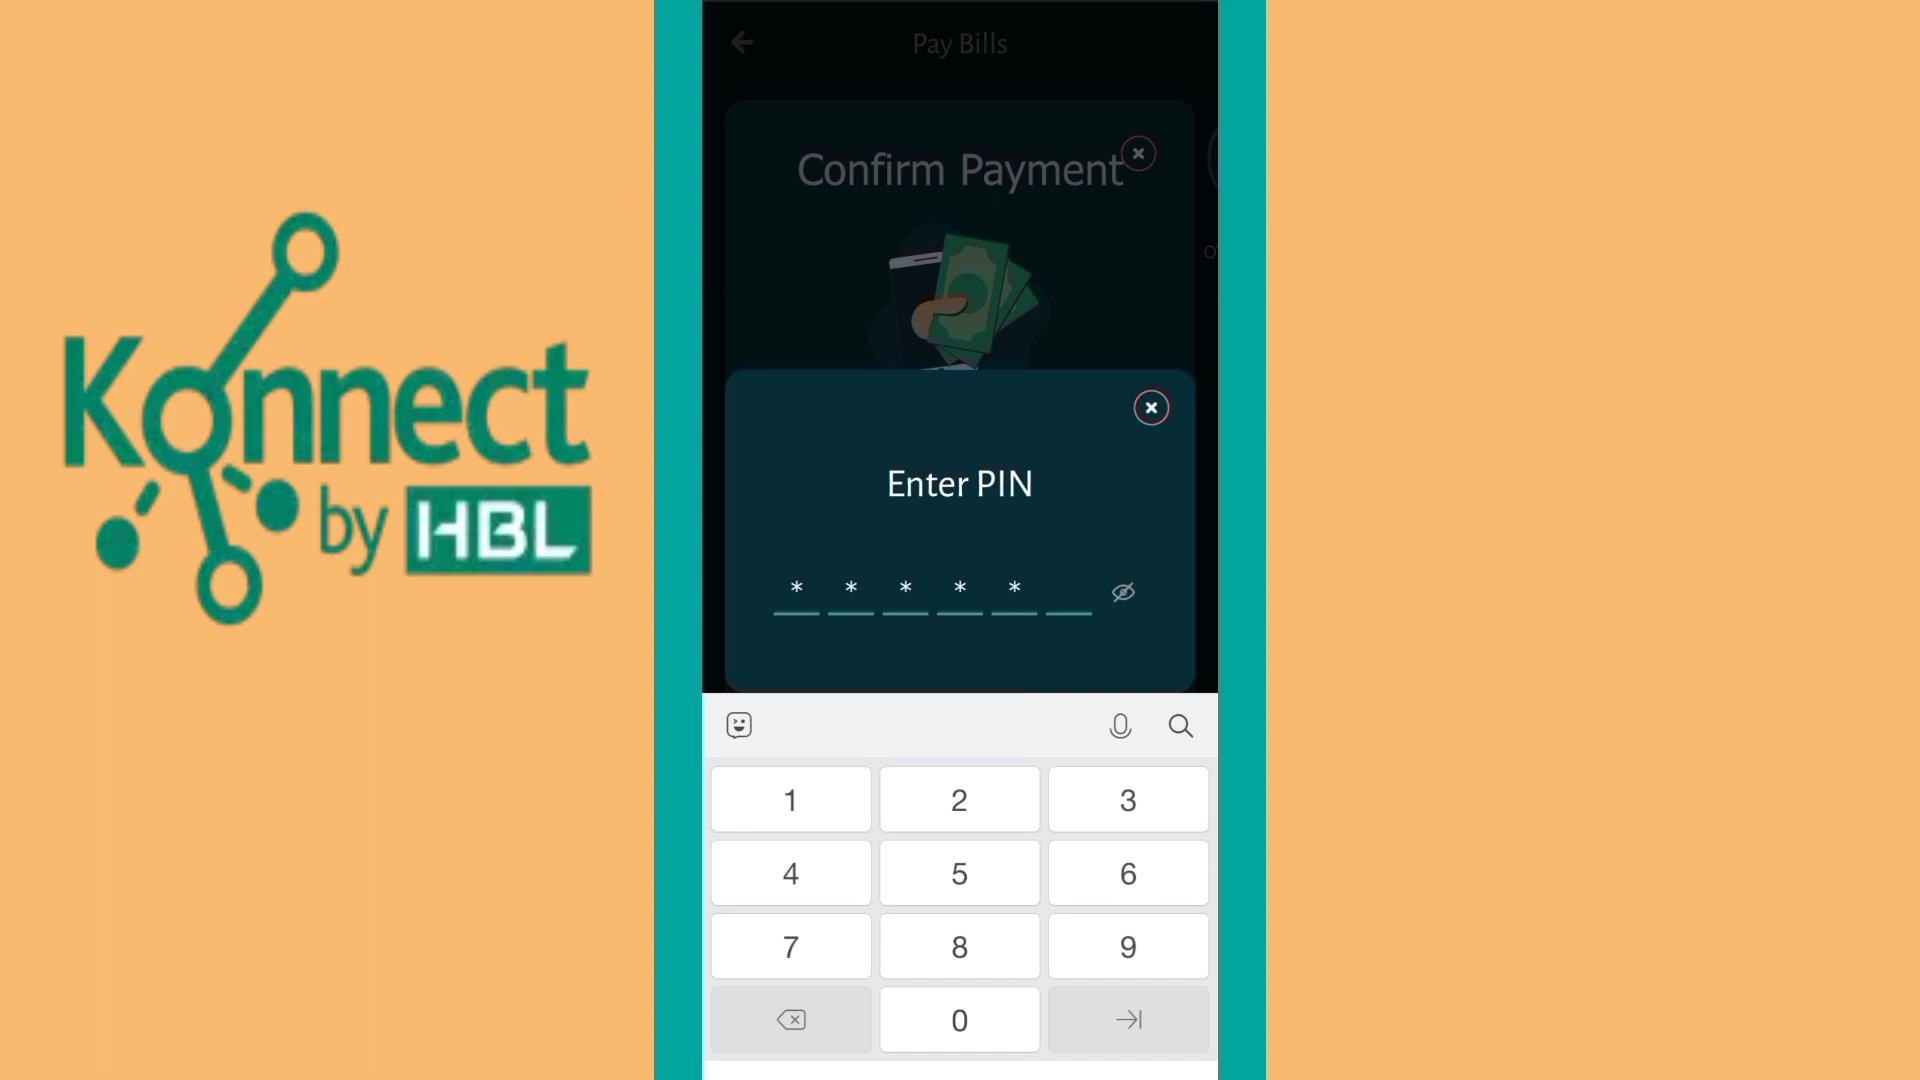 Konnect
by HBL
Pay Bills
Confirm Payment
Enter PIN
* * * * *
1 2 3
4 5 6
7 8 9
0